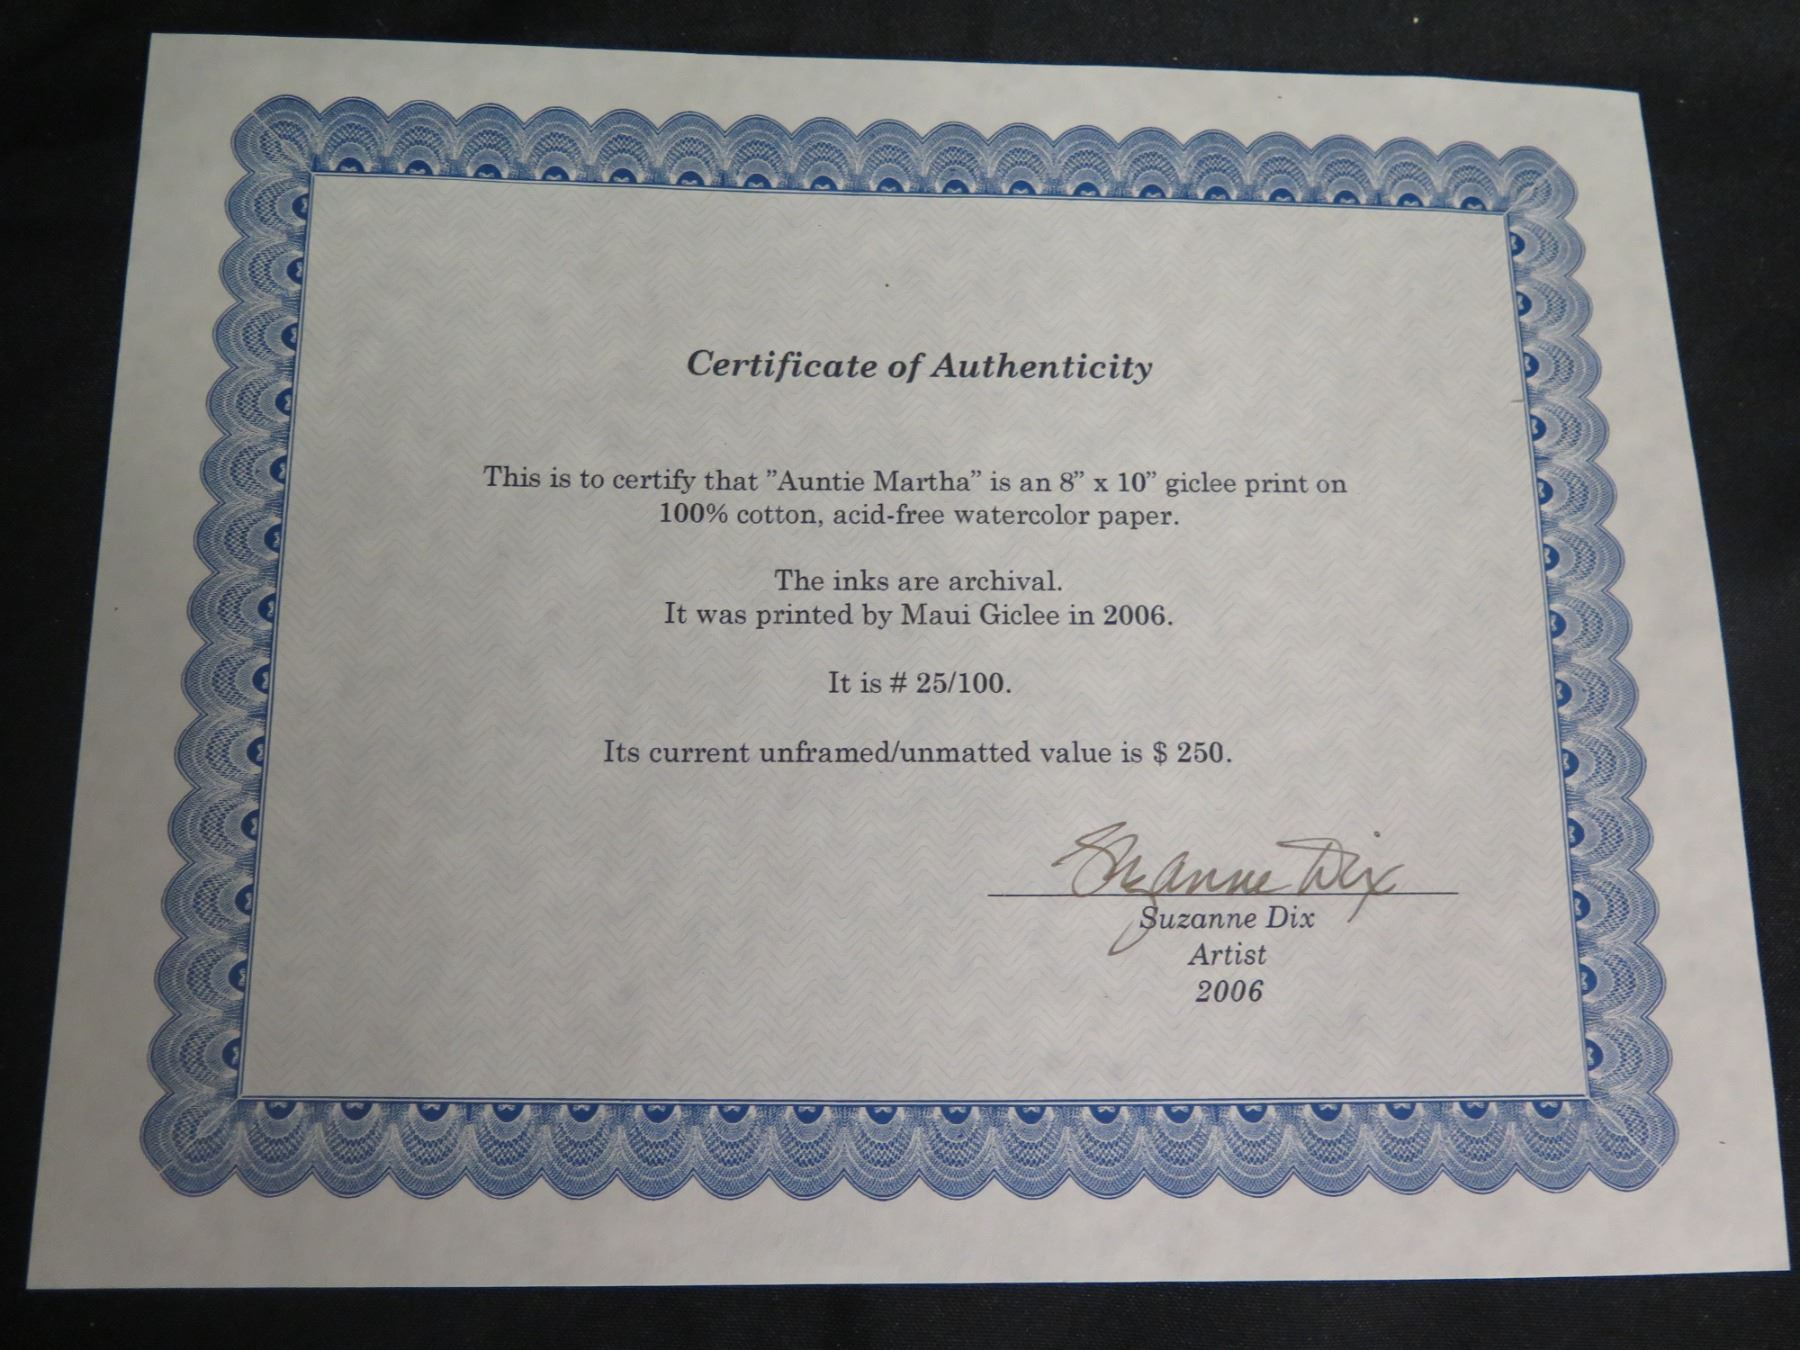 Certificate of Authenticity
This is to certify that ”Auntie Martha” is an 8” x 10” giclee print on
100% cotton, acid-free watercolor paper.
The inks are archival.
It was printed by Maui Giclee in 2006.
It is # 25/100.
Its current unframed/unmatted value is $ 250.
Suzanne Dix
Suzanne Dix
Artist
2006